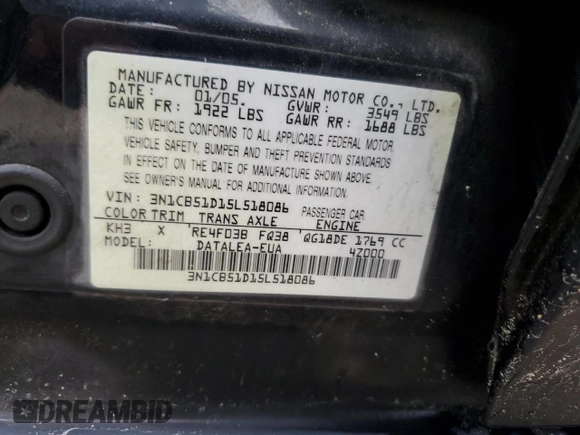 MANUFACTURED BY NISSAN MOTOR CO., LTD.
DATE: 01/05. GVWR: 3549 LBS
GAWR FR: 1922 LBS GAWR RR: 1688 LBS
THIS VEHICLE CONFORMS TO ALL APPLICABLE FEDERAL MOTOR
VEHICLE SAFETY, BUMPER AND THEFT PREVENTION STANDARDS
IN EFFECT ON THE DATE OF MANUFACTURE SHOWN ABOVE.
SEE OWNER'S MANUAL FOR ADDITIONAL INFORMATION.
VIN: 3N1CB51D15L518086 PASSENGER CAR
COLOR TRIM TRANS AXLE ENGINE
KH3 X RE4F03B FQ38 QG18DE 1769 CC
MODEL: DATALEA-EUA 4Z000
3N1CB51D15L518086
DREAMBID